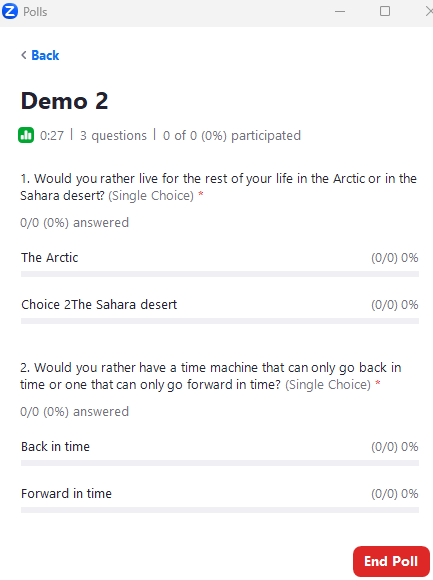 Polls
< Back
Demo 2
0:27 | 3 questions | 0 of 0 (0%) participated
1. Would you rather live for the rest of your life in the Arctic or in the
Sahara desert? (Single Choice) *
0/0 (0%) answered
The Arctic (0/0) 0%
Choice 2The Sahara desert (0/0) 0%
2. Would you rather have a time machine that can only go back in
time or one that can only go forward in time? (Single Choice) *
0/0 (0%) answered
Back in time (0/0) 0%
Forward in time (0/0) 0%
End Poll